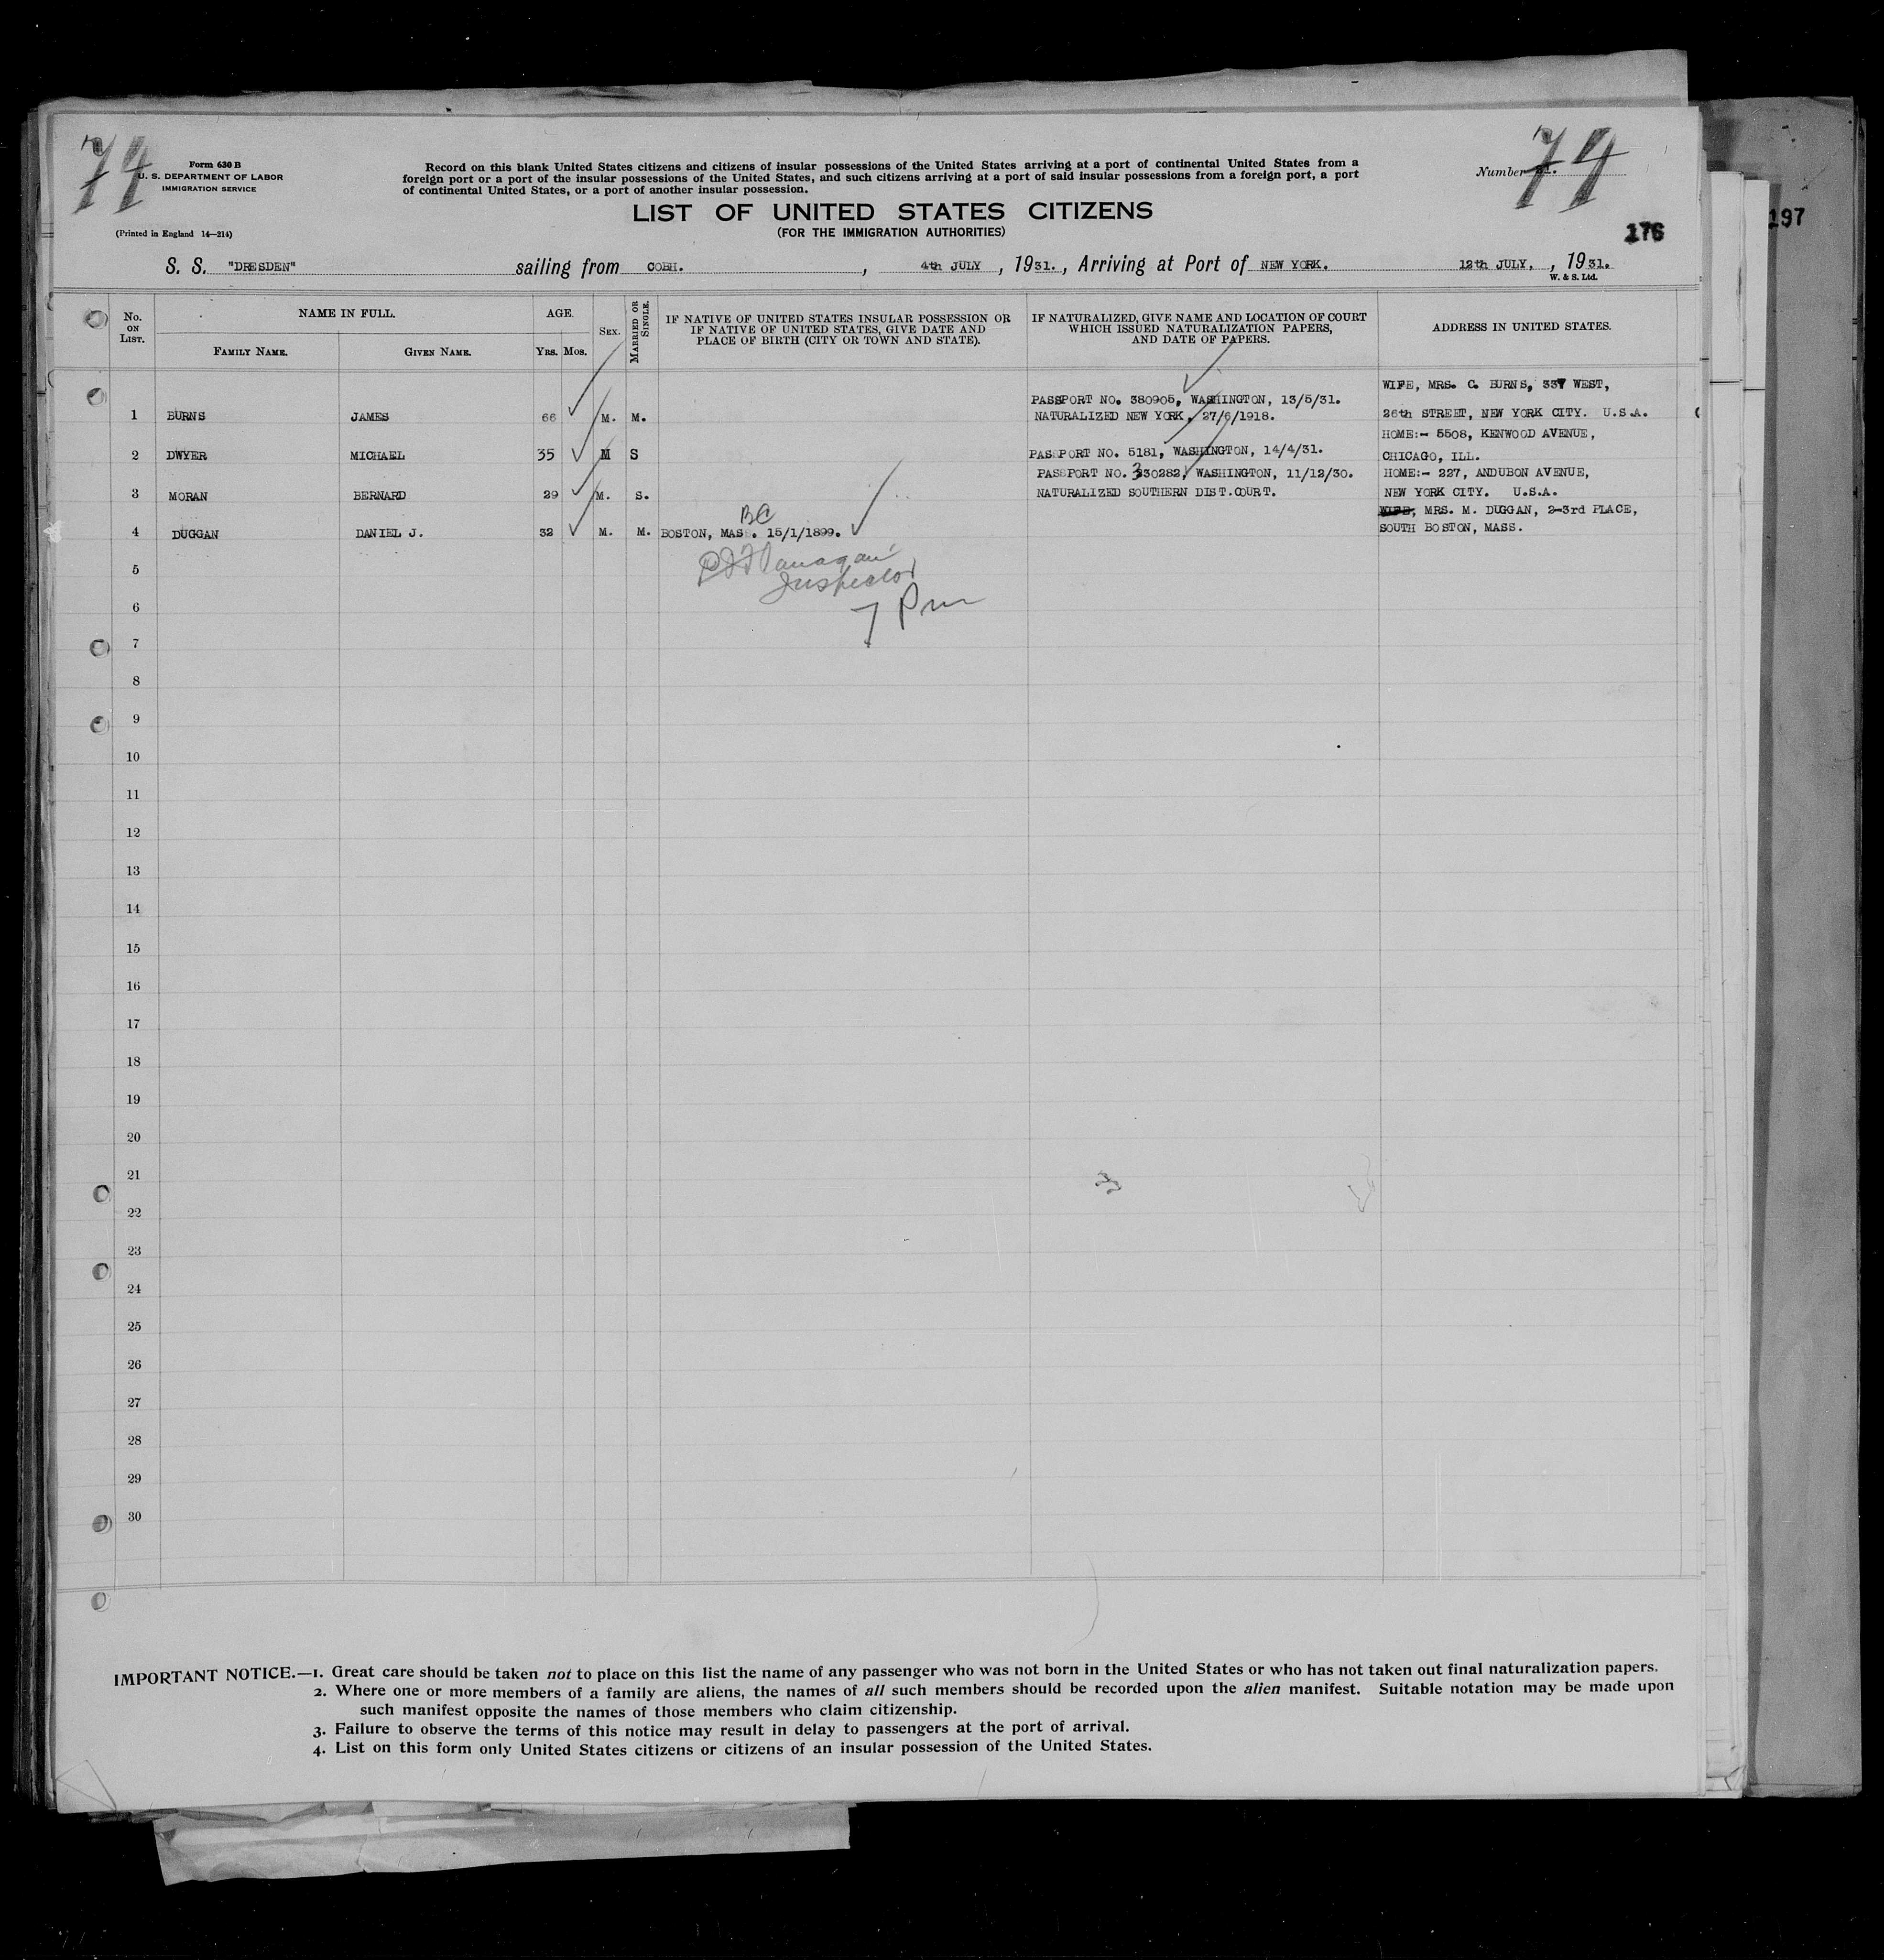 74
Form 630 B
U. S. DEPARTMENT OF LABOR
IMMIGRATION SERVICE
(Printed in England 14—214)
Record on this blank United States citizens and citizens of insular possessions of the United States arriving at a port of continental United States from a
foreign port or a port of the insular possessions of the United States, and such citizens arriving at a port of said insular possessions from a foreign port, a port
of continental United States, or a port of another insular possession.
Number 74
LIST OF UNITED STATES CITIZENS
(FOR THE IMMIGRATION AUTHORITIES)
176
197
S. S. "DRESDEN" sailing from COBH. , 4th JULY , 1931. , Arriving at Port of NEW YORK. 12th JULY, , 1931.
W. & S. Ltd.
No. ON LIST.
NAME IN FULL.
FAMILY NAME.
GIVEN NAME.
AGE.
YRS. MOS.
SEX.
MARRIED OR SINGLE.
IF NATIVE OF UNITED STATES INSULAR POSSESSION OR
IF NATIVE OF UNITED STATES, GIVE DATE AND
PLACE OF BIRTH (CITY OR TOWN AND STATE).
IF NATURALIZED, GIVE NAME AND LOCATION OF COURT
WHICH ISSUED NATURALIZATION PAPERS,
AND DATE OF PAPERS.
ADDRESS IN UNITED STATES.
WIFE, MRS. C. BURNS, 337 WEST,
PASSPORT NO. 380905, WASHINGTON, 13/5/31.
1 BURNS JAMES 66 M. M. NATURALIZED NEW YORK, 27/6/1918. 26th STREET, NEW YORK CITY. U.S.A.
HOME:- 5508, KENWOOD AVENUE,
2 DWYER MICHAEL 35 M S PASSPORT NO. 5181, WASHINGTON, 14/4/31. CHICAGO, ILL.
PASSPORT NO. 330282, WASHINGTON, 11/12/30. HOME:- 227, ANDUBON AVENUE,
3 MORAN BERNARD 29 M. S. NATURALIZED SOUTHERN DIST.COURT. NEW YORK CITY. U.S.A.
BC WIFE, MRS. M. DUGGAN, 2-3rd PLACE,
4 DUGGAN DANIEL J. 32 M. M. BOSTON, MASS. 15/1/1899. SOUTH BOSTON, MASS.
5
Inspector
6
7 Pm
7
8
9
10
11
12
13
14
15
16
17
18
19
20
21
22
23
24
25
26
27
28
29
30
IMPORTANT NOTICE.—1. Great care should be taken not to place on this list the name of any passenger who was not born in the United States or who has not taken out final naturalization papers.
2. Where one or more members of a family are aliens, the names of all such members should be recorded upon the alien manifest. Suitable notation may be made upon
such manifest opposite the names of those members who claim citizenship.
3. Failure to observe the terms of this notice may result in delay to passengers at the port of arrival.
4. List on this form only United States citizens or citizens of an insular possession of the United States.